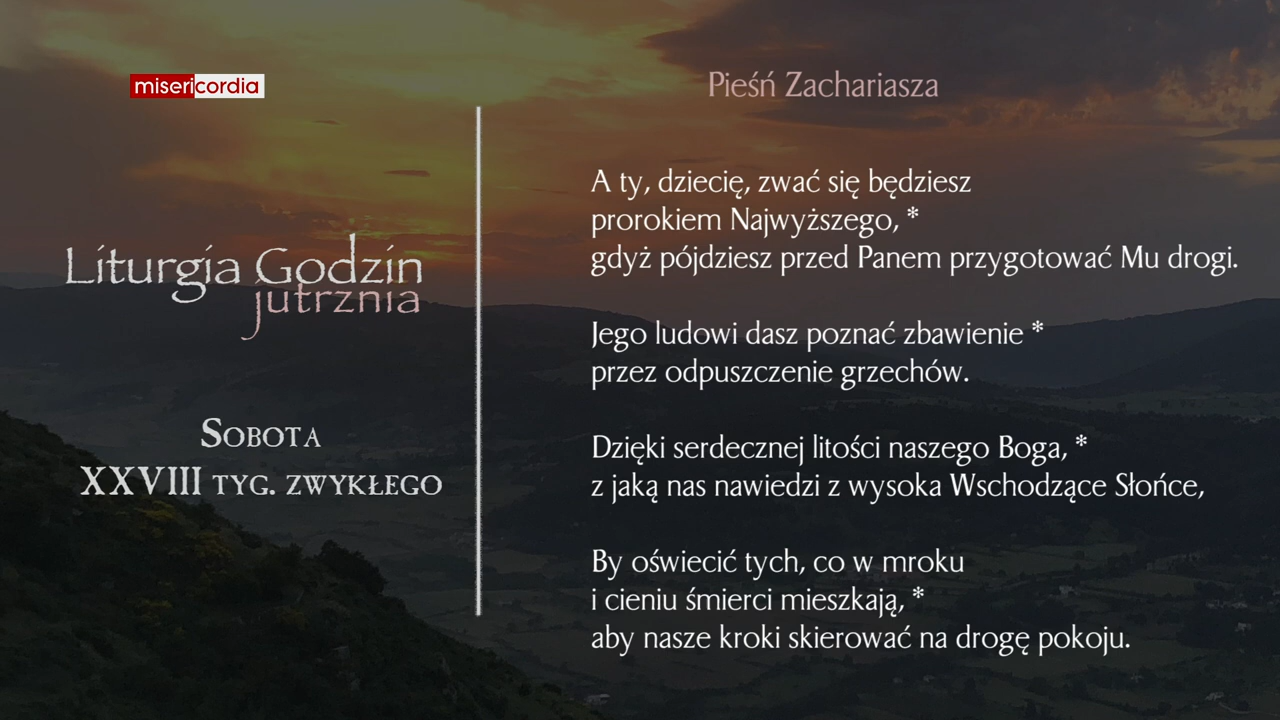 misericordia
Liturgia Godzin
jutrznia
Sobota
XXVIII tyg. zwykłego
Pieśń Zachariasza
A ty, dziecię, zwać się będziesz
prorokiem Najwyższego, *
gdyż pójdziesz przed Panem przygotować Mu drogi.
Jego ludowi dasz poznać zbawienie *
przez odpuszczenie grzechów.
Dzięki serdecznej litości naszego Boga, *
z jaką nas nawiedzi z wysoka Wschodzące Słońce,
By oświecić tych, co w mroku
i cieniu śmierci mieszkają, *
aby nasze kroki skierować na drogę pokoju.